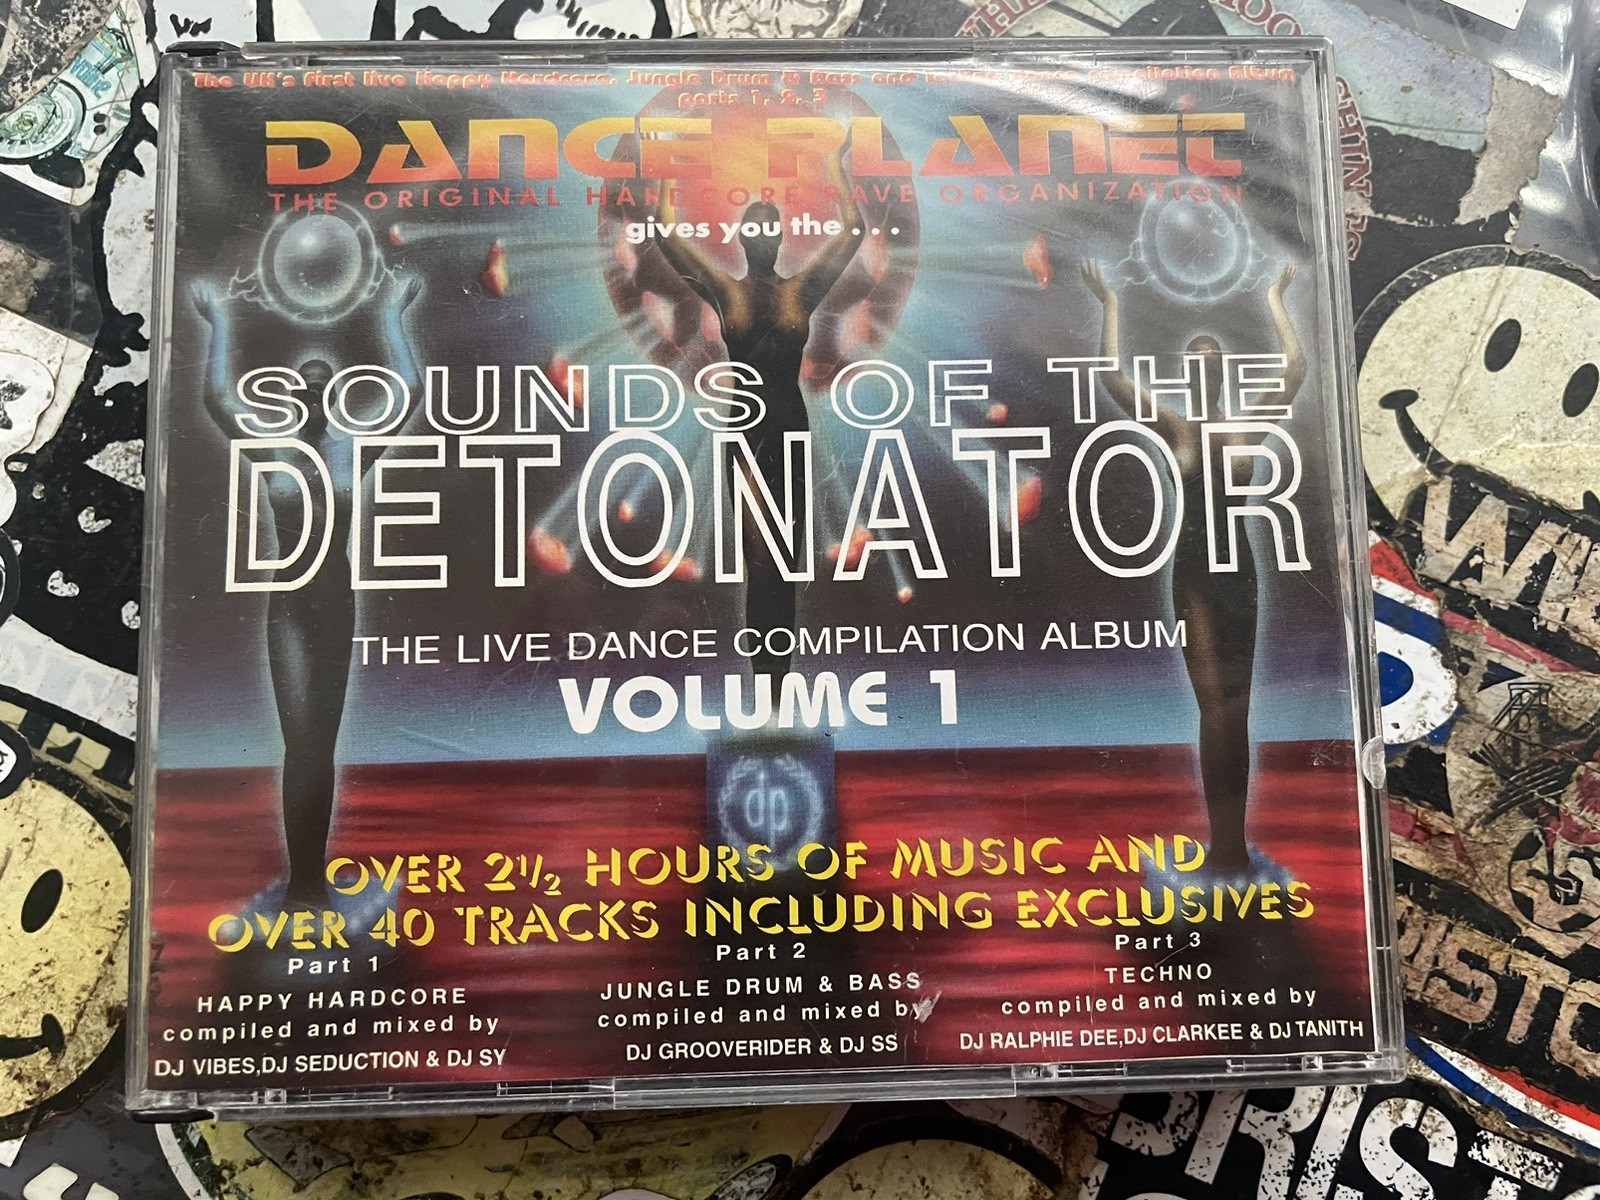 The UK's first live Happy Hardcore, Jungle Drum & Bass and Dance compilation Album
parts 1, 2, 3
DANCE PLANET
THE ORIGINAL HARDCORE RAVE ORGANIZATION
gives you the . . .
SOUNDS OF THE
DETONATOR
THE LIVE DANCE COMPILATION ALBUM
VOLUME 1
dp
OVER 2½ HOURS OF MUSIC AND
OVER 40 TRACKS INCLUDING EXCLUSIVES
Part 1
HAPPY HARDCORE
compiled and mixed by
DJ VIBES,DJ SEDUCTION & DJ SY
Part 2
JUNGLE DRUM & BASS
compiled and mixed by
DJ GROOVERIDER & DJ SS
Part 3
TECHNO
compiled and mixed by
DJ RALPHIE DEE,DJ CLARKEE & DJ TANITH